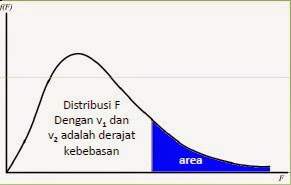 f(F)
Distribusi F
Dengan v₁ dan
v₂ adalah derajat
kebebasan
area
F